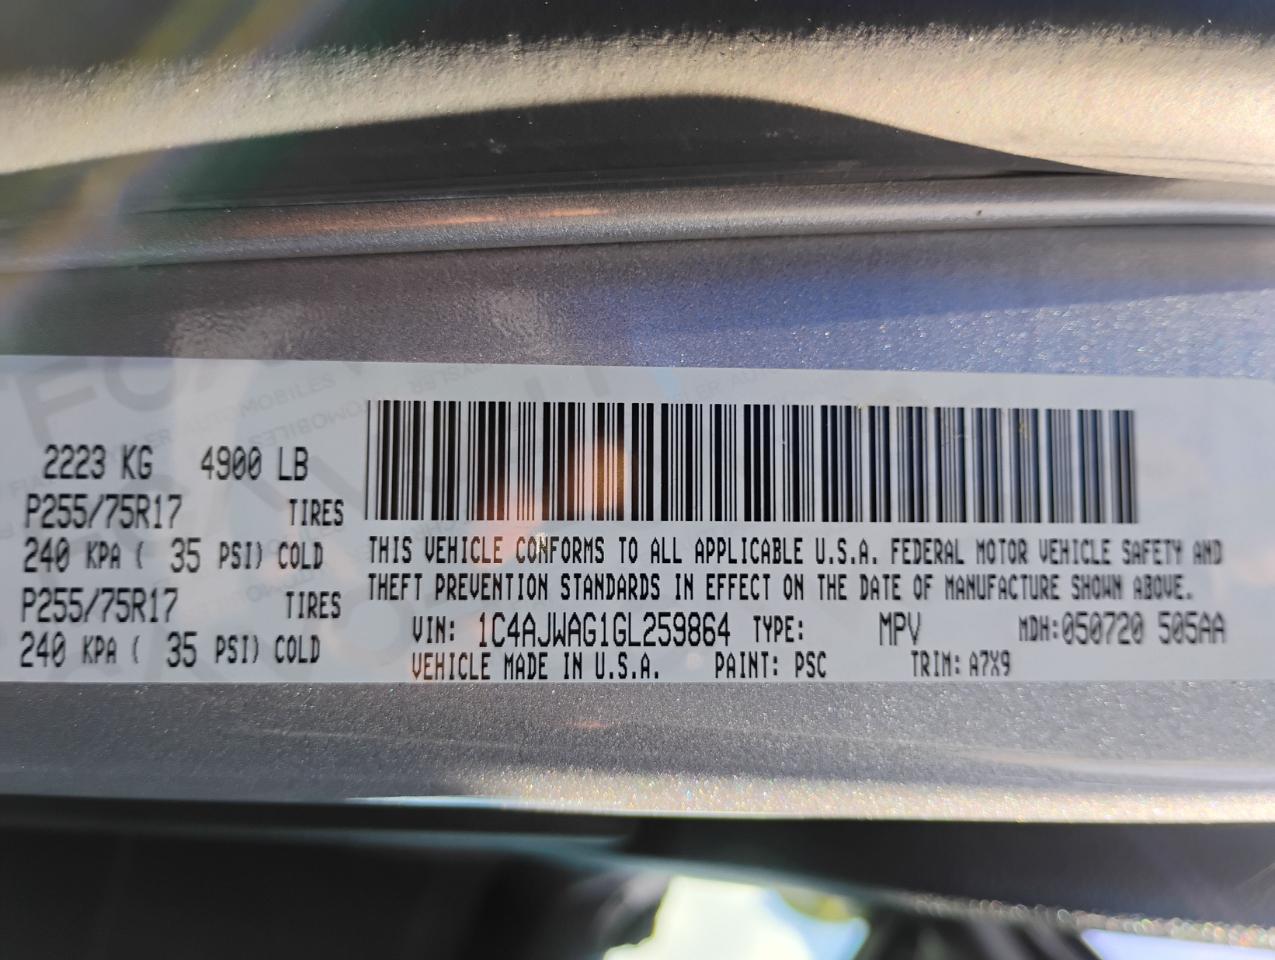 2223 KG 4900 LB
P255/75R17 TIRES
240 KPA ( 35 PSI) COLD
P255/75R17 TIRES
240 KPA ( 35 PSI) COLD
THIS VEHICLE CONFORMS TO ALL APPLICABLE U.S.A. FEDERAL MOTOR VEHICLE SAFETY AND
THEFT PREVENTION STANDARDS IN EFFECT ON THE DATE OF MANUFACTURE SHOWN ABOVE.
VIN: 1C4AJWAG1GL259864 TYPE: MPV MDH:050720 505AA
VEHICLE MADE IN U.S.A. PAINT: PSC TRIM: A7X9